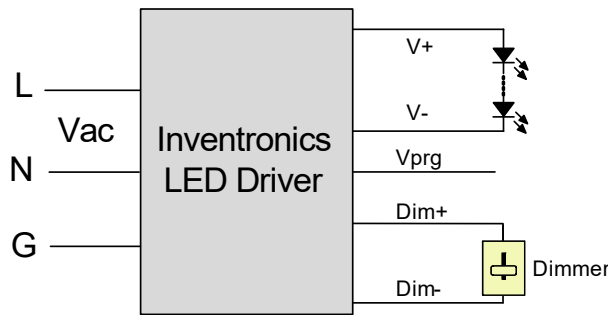 L
Vac
N
G
Inventronics
LED Driver
V+
V-
Vprg
Dim+
Dim-
Dimmer